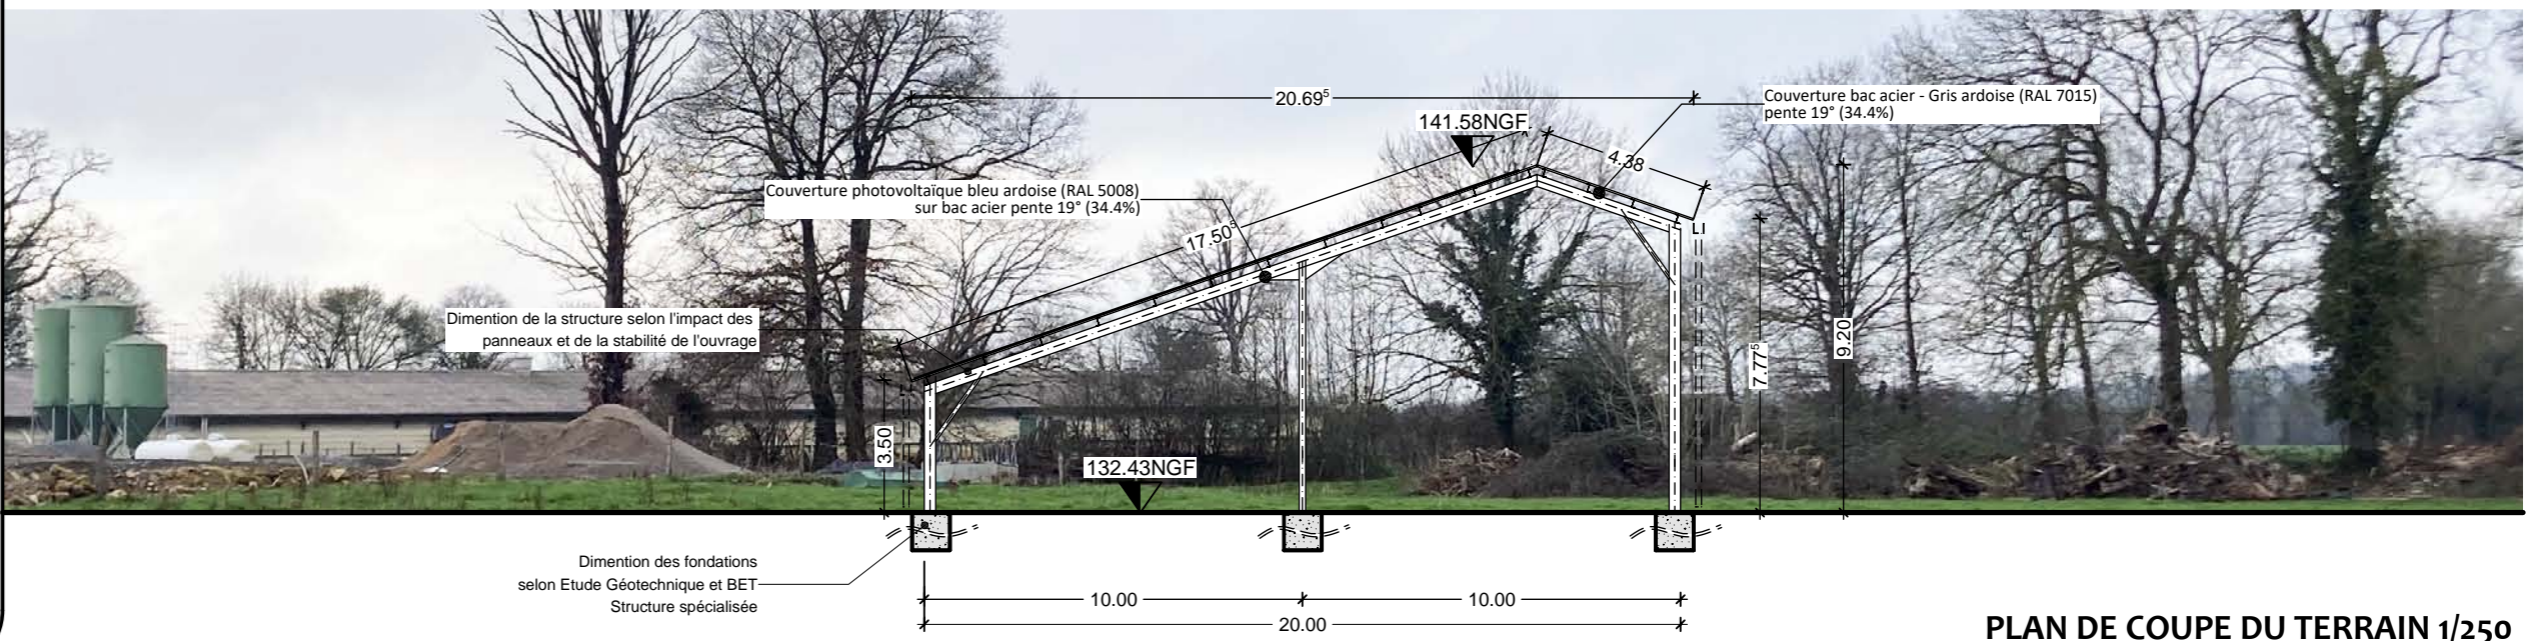 20.69⁵
Couverture bac acier - Gris ardoise (RAL 7015)
pente 19° (34.4%)
141.58NGF
4.38
Couverture photovoltaïque bleu ardoise (RAL 5008)
sur bac acier pente 19° (34.4%)
17.50⁵
Dimention de la structure selon l'impact des
panneaux et de la stabilité de l'ouvrage
9.20
7.77⁵
3.50
132.43NGF
Dimention des fondations
selon Etude Géotechnique et BET
Structure spécialisée
10.00
10.00
20.00
PLAN DE COUPE DU TERRAIN 1/250